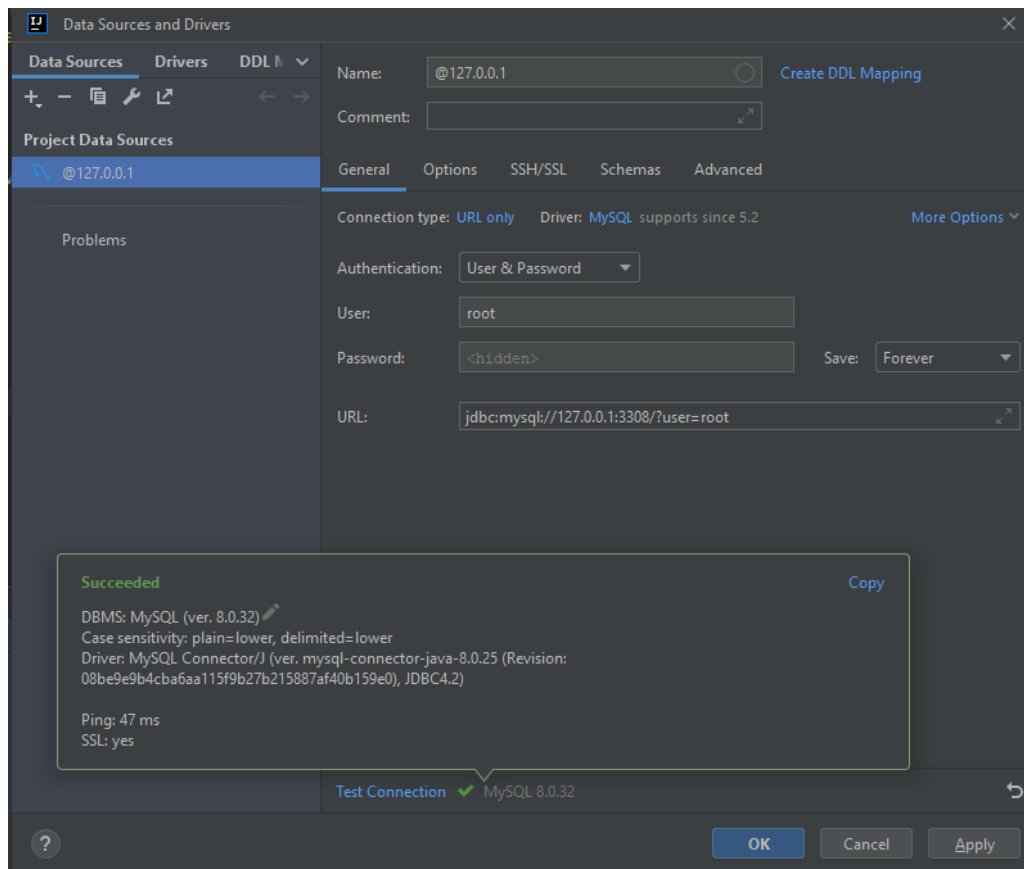 IJ
Data Sources and Drivers
Data Sources Drivers DDL
Project Data Sources
@127.0.0.1
Problems
Name: @127.0.0.1 Create DDL Mapping
Comment:
General Options SSH/SSL Schemas Advanced
Connection type: URL only Driver: MySQL supports since 5.2 More Options
Authentication: User & Password
User: root
Password: <hidden> Save: Forever
URL: jdbc:mysql://127.0.0.1:3308/?user=root
Succeeded Copy
DBMS: MySQL (ver. 8.0.32)
Case sensitivity: plain=lower, delimited=lower
Driver: MySQL Connector/J (ver. mysql-connector-java-8.0.25 (Revision:
08be9e9b4cba6aa115f9b27b215887af40b159e0), JDBC4.2)
Ping: 47 ms
SSL: yes
Test Connection MySQL 8.0.32
? OK Cancel Apply